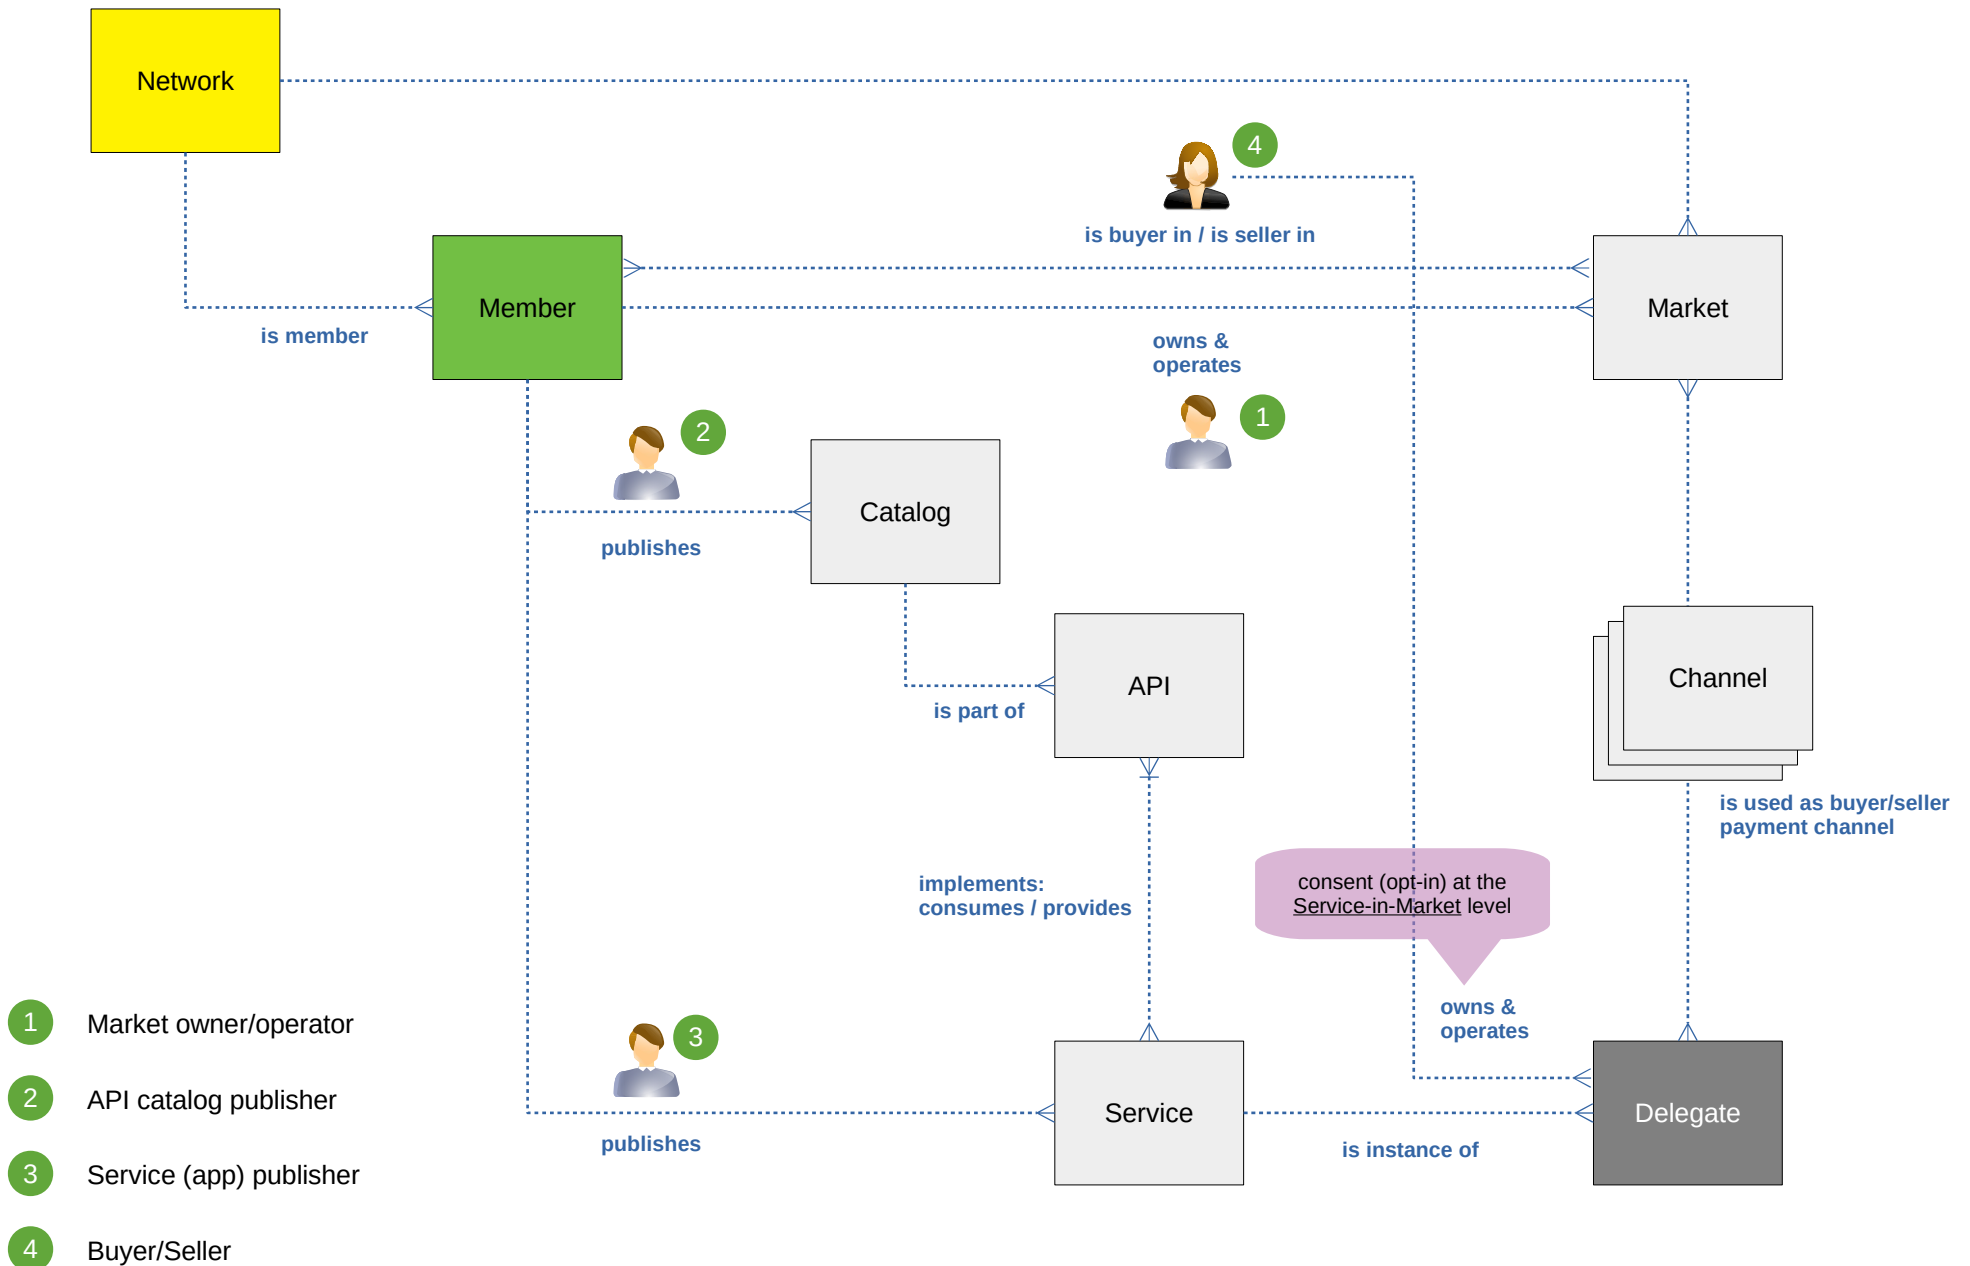 Network
4
is buyer in / is seller in
Member
Market
is member
owns &
operates
1
2
Catalog
publishes
API
Channel
is part of
is used as buyer/seller
payment channel
implements:
consumes / provides
consent (opt-in) at the
Service-in-Market level
owns &
operates
3
Service
Delegate
publishes
is instance of
1 Market owner/operator
2 API catalog publisher
3 Service (app) publisher
4 Buyer/Seller